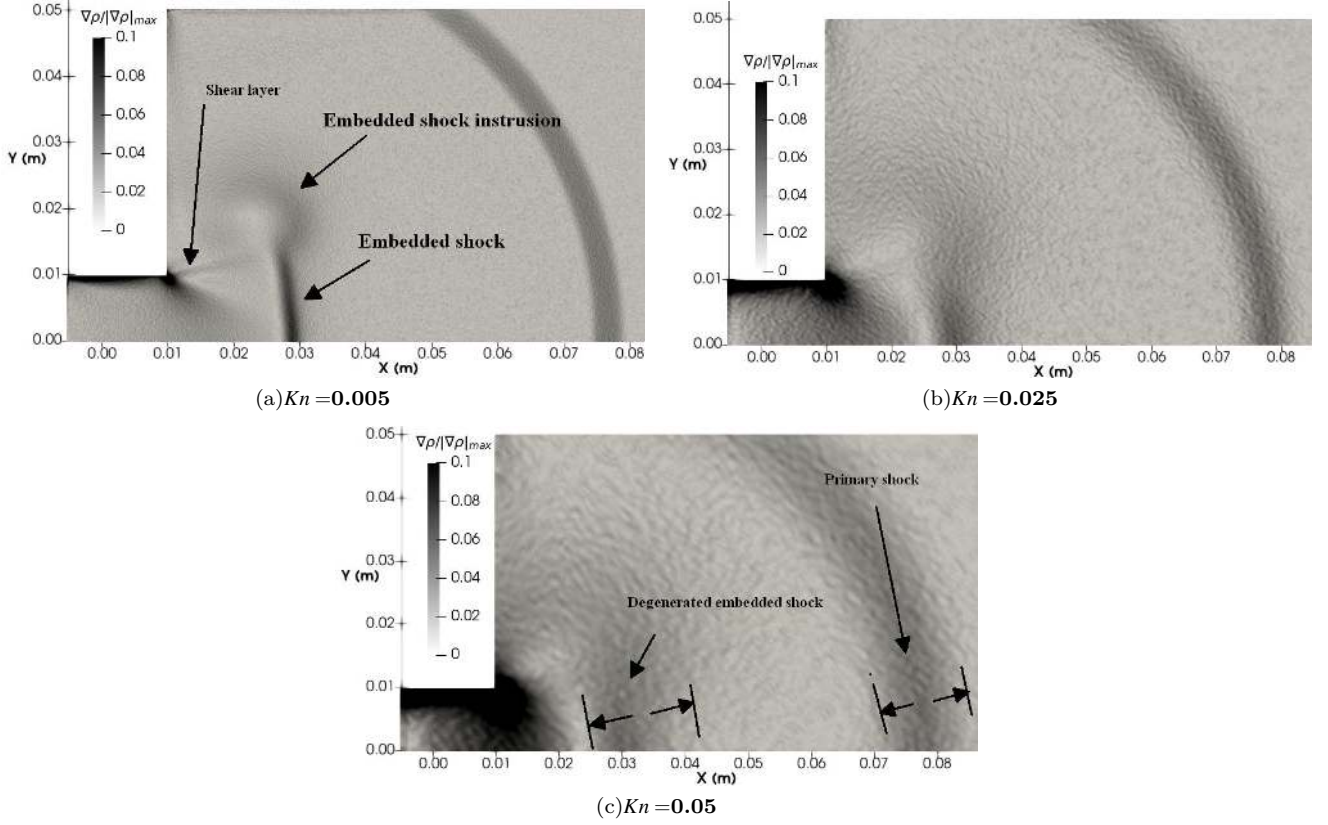 0.05
∇ρ/|∇ρ|max
0.1
0.04
0.08
Shear layer
0.06
Embedded shock instrusion
0.03
Y (m)
0.04
0.02
0.02
0
Embedded shock
0.01
0.00
0.00 0.01 0.02 0.03 0.04 0.05 0.06 0.07 0.08
X (m)
(a)Kn =0.005
0.05
∇ρ/|∇ρ|max
0.1
0.04
0.08
0.06
0.03
Y (m)
0.04
0.02
0.02
0
0.01
0.00
0.00 0.01 0.02 0.03 0.04 0.05 0.06 0.07 0.08
X (m)
(b)Kn =0.025
0.05
∇ρ/|∇ρ|max
0.1
0.08
Primary shock
0.04
0.06
0.03
Y (m)
0.04
Degenerated embedded shock
0.02
0.02
0
0.01
0.00
0.00 0.01 0.02 0.03 0.04 0.05 0.06 0.07 0.08
X (m)
(c)Kn =0.05